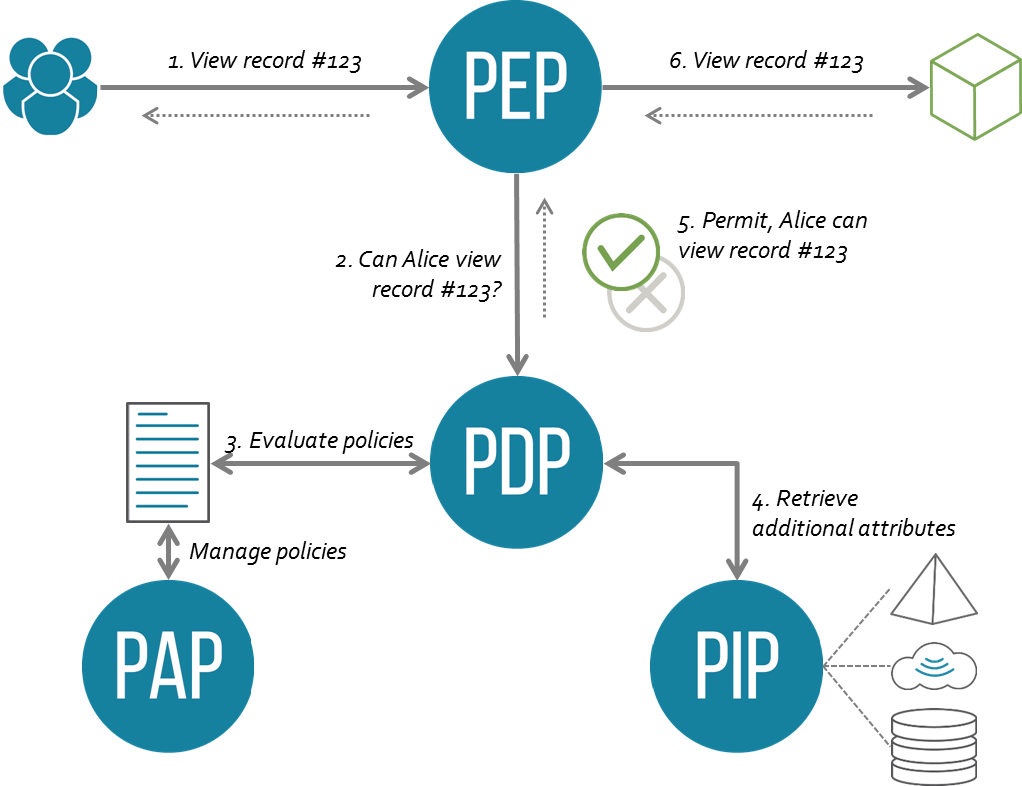 1. View record #123
PEP
6. View record #123
2. Can Alice view
record #123?
5. Permit, Alice can
view record #123
3. Evaluate policies
PDP
4. Retrieve
additional attributes
Manage policies
PAP
PIP